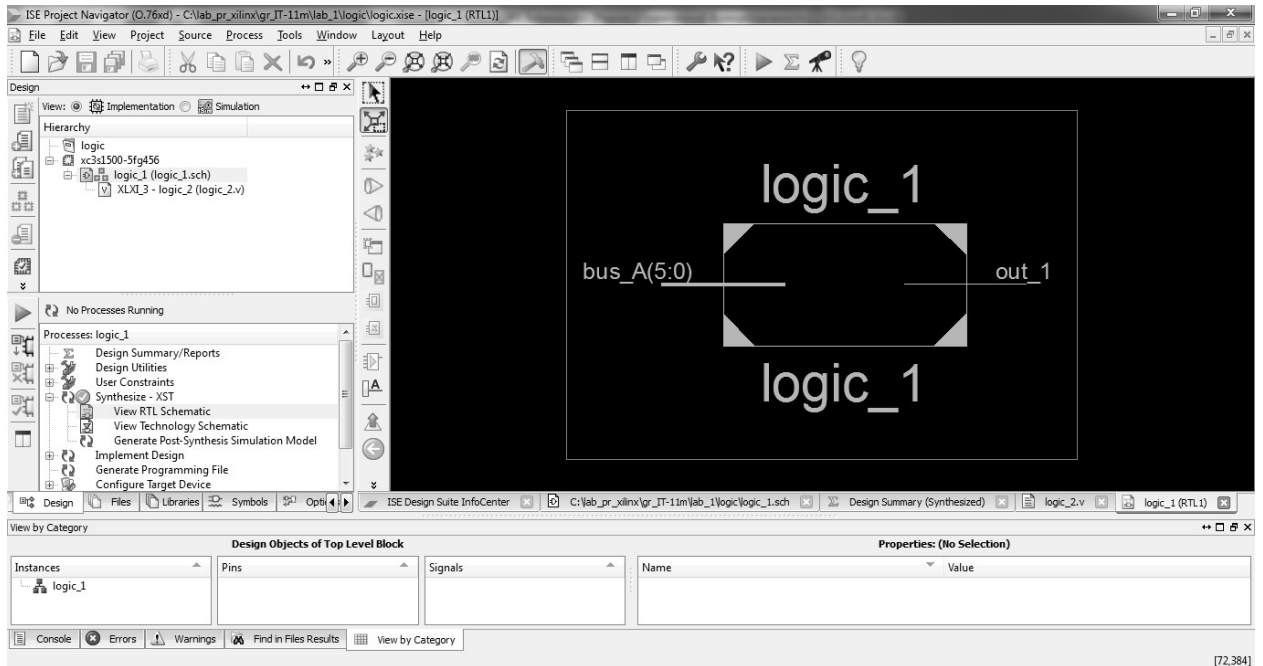 ISE Project Navigator (O.76xd) - C:\lab_pr_xilinx\gr_IT-11m\lab_1\logic\logic.xise - [logic_1 (RTL1)]
File Edit View Project Source Process Tools Window Layout Help
Design
View: Implementation Simulation
Hierarchy
logic
xc3s1500-5fg456
logic_1 (logic_1.sch)
XLXI_3 - logic_2 (logic_2.v)
No Processes Running
Processes: logic_1
Design Summary/Reports
Design Utilities
User Constraints
Synthesize - XST
View RTL Schematic
View Technology Schematic
Generate Post-Synthesis Simulation Model
Implement Design
Generate Programming File
Configure Target Device
logic_1
bus_A(5:0) out_1
logic_1
Design Files Libraries Symbols Opti
ISE Design Suite InfoCenter C:\lab_pr_xilinx\gr_IT-11m\lab_1\logic\logic_1.sch Design Summary (Synthesized) logic_2.v logic_1 (RTL1)
View by Category
Design Objects of Top Level Block Properties: (No Selection)
Instances Pins Signals Name Value
logic_1
Console Errors Warnings Find in Files Results View by Category
[72,384]